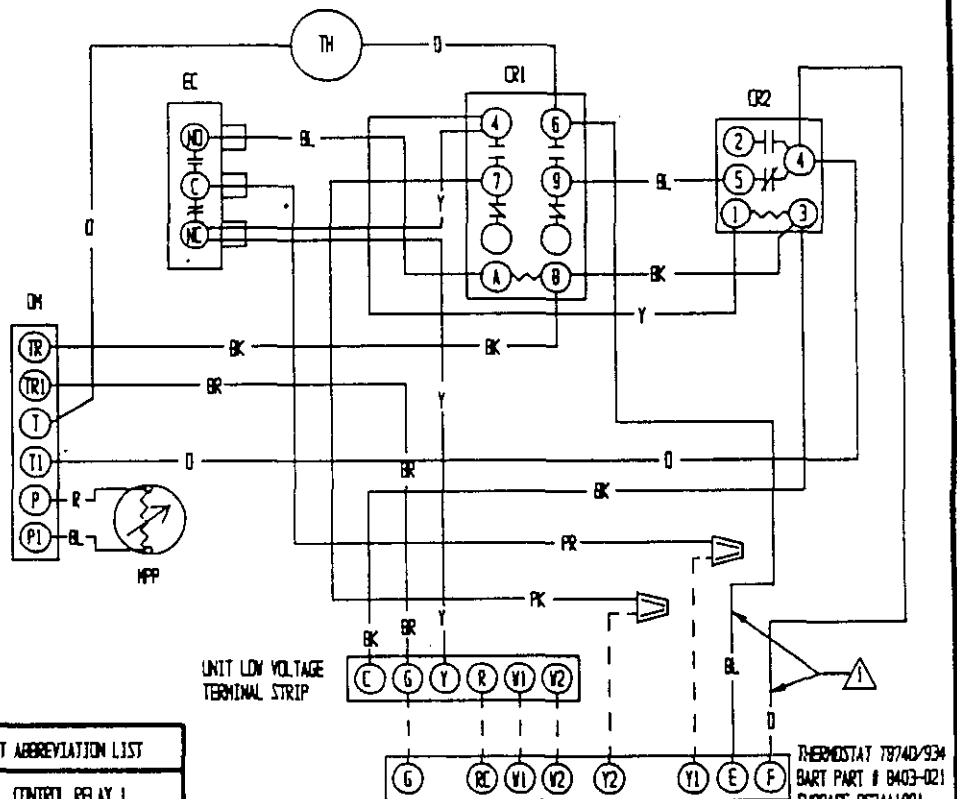 TH
O
EC
CR1
CR2
NO
BL
4
6
2
4
C
7
9
BL
5
Y
NC
1
3
O
A
B
BK
DM
Y
TR
BK
BK
TR1
BR
Y
T
T1
O
BR
O
BK
P
R
P1
BL
PR
MPP
PK
BK
BR
Y
BL
1
UNIT LOW VOLTAGE
TERMINAL STRIP
C G Y R W1 W2
O
T ABBREVIATION LIST
CONTROL RELAY 1
G RC W1 W2 Y2 Y1 E F
THERMOSTAT T874D/934
BART PART # 8403-021